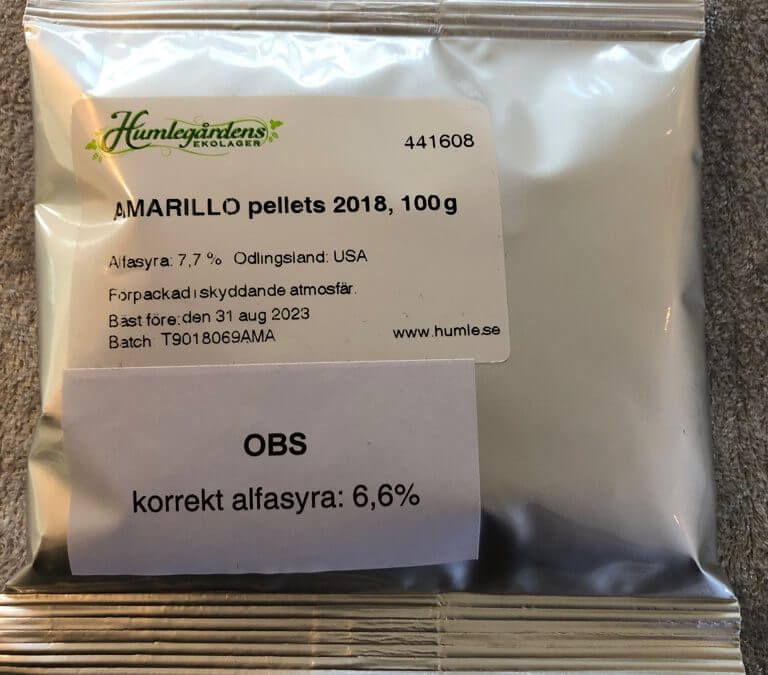 Humlegårdens
EKOLAGER
441608
AMARILLO pellets 2018, 100g
Alfasyra: 7,7 % Odlingsland: USA
Förpackad i skyddande atmosfär.
Bäst före: den 31 aug 2023
Batch: T9018069AMA
www.humle.se
OBS
korrekt alfasyra: 6,6%